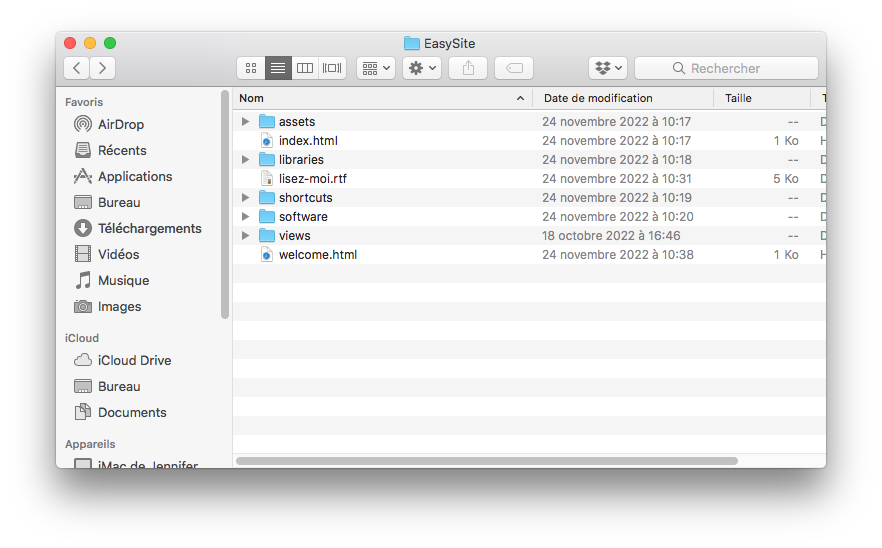 EasySite
Rechercher
Favoris
AirDrop
Récents
Applications
Bureau
Téléchargements
Vidéos
Musique
Images
iCloud
iCloud Drive
Bureau
Documents
Appareils
iMac de Jennifer
Nom Date de modification Taille
assets 24 novembre 2022 à 10:17 --
index.html 24 novembre 2022 à 10:17 1 Ko
libraries 24 novembre 2022 à 10:18 --
lisez-moi.rtf 24 novembre 2022 à 10:31 5 Ko
shortcuts 24 novembre 2022 à 10:19 --
software 24 novembre 2022 à 10:20 --
views 18 octobre 2022 à 16:46 --
welcome.html 24 novembre 2022 à 10:38 1 Ko